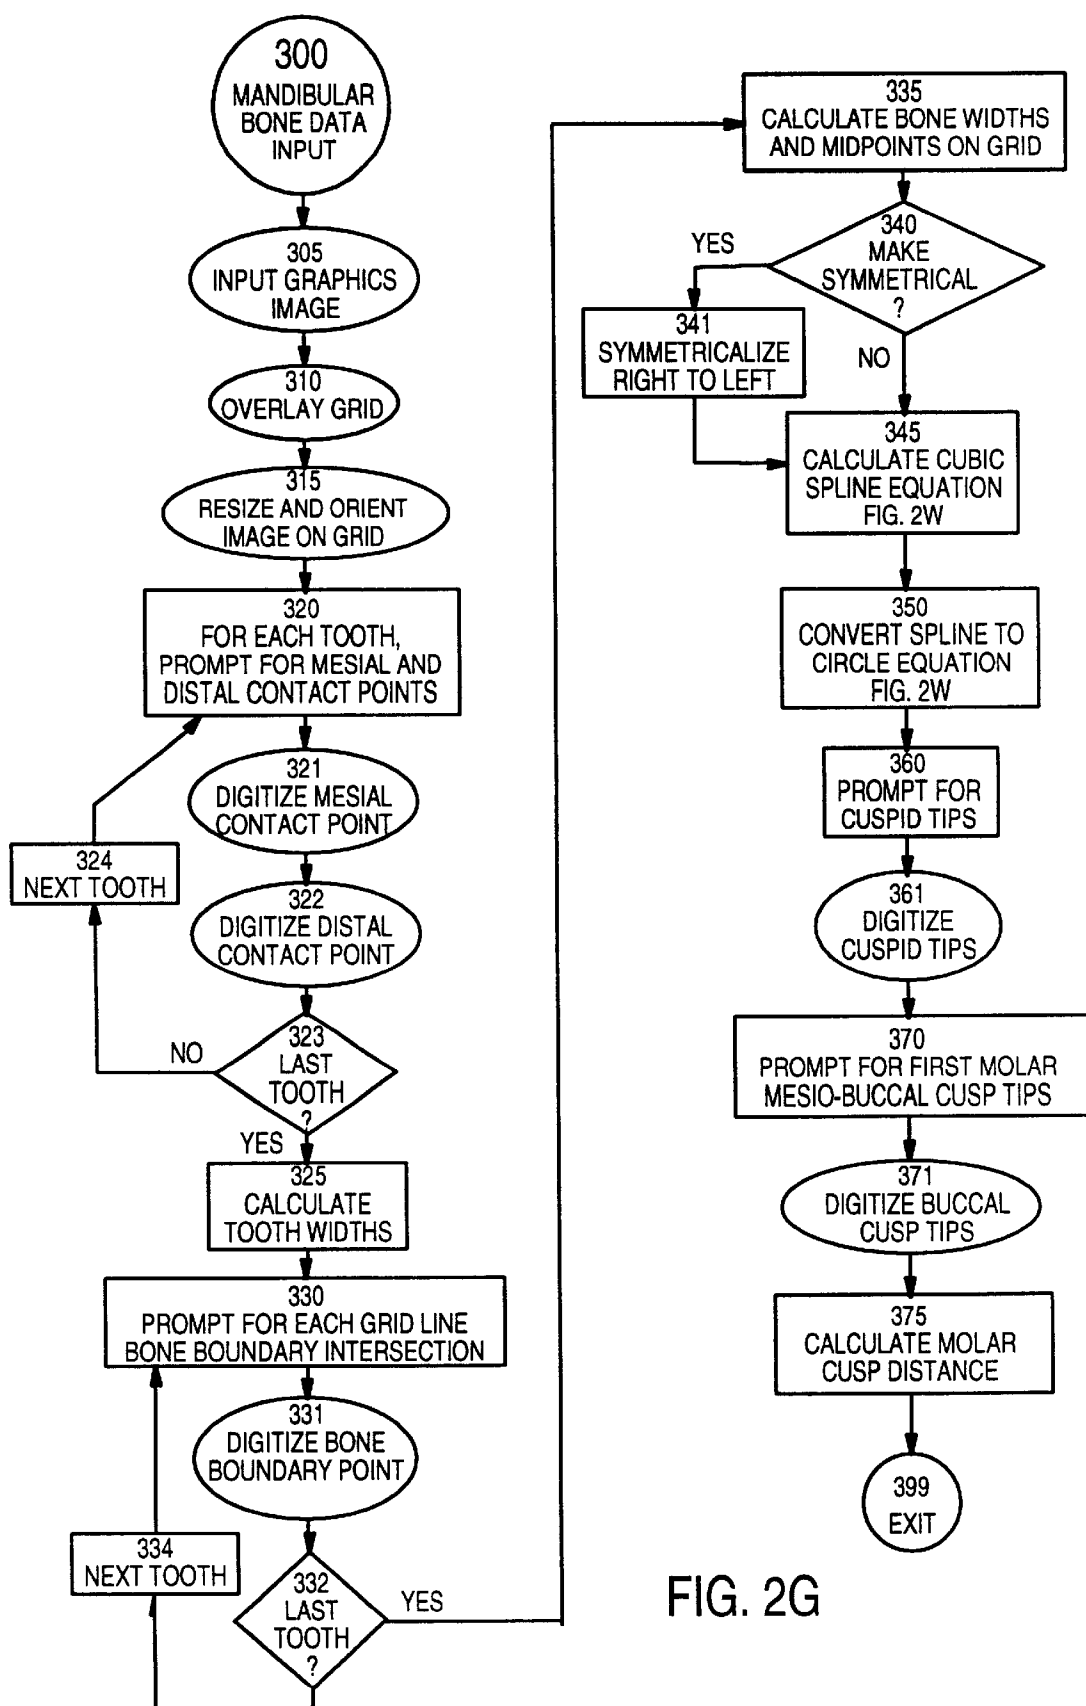 300
MANDIBULAR
BONE DATA
INPUT
305
INPUT GRAPHICS
IMAGE
310
OVERLAY GRID
315
RESIZE AND ORIENT
IMAGE ON GRID
320
FOR EACH TOOTH,
PROMPT FOR MESIAL AND
DISTAL CONTACT POINTS
321
DIGITIZE MESIAL
CONTACT POINT
324
NEXT TOOTH
322
DIGITIZE DISTAL
CONTACT POINT
323
LAST
TOOTH
?
NO
YES
325
CALCULATE
TOOTH WIDTHS
330
PROMPT FOR EACH GRID LINE
BONE BOUNDARY INTERSECTION
331
DIGITIZE BONE
BOUNDARY POINT
334
NEXT TOOTH
332
LAST
TOOTH
?
YES
335
CALCULATE BONE WIDTHS
AND MIDPOINTS ON GRID
340
MAKE
SYMMETRICAL
?
YES
341
SYMMETRICALIZE
RIGHT TO LEFT
NO
345
CALCULATE CUBIC
SPLINE EQUATION
FIG. 2W
350
CONVERT SPLINE TO
CIRCLE EQUATION
FIG. 2W
360
PROMPT FOR
CUSPID TIPS
361
DIGITIZE
CUSPID TIPS
370
PROMPT FOR FIRST MOLAR
MESIO-BUCCAL CUSP TIPS
371
DIGITIZE BUCCAL
CUSP TIPS
375
CALCULATE MOLAR
CUSP DISTANCE
399
EXIT
FIG. 2G